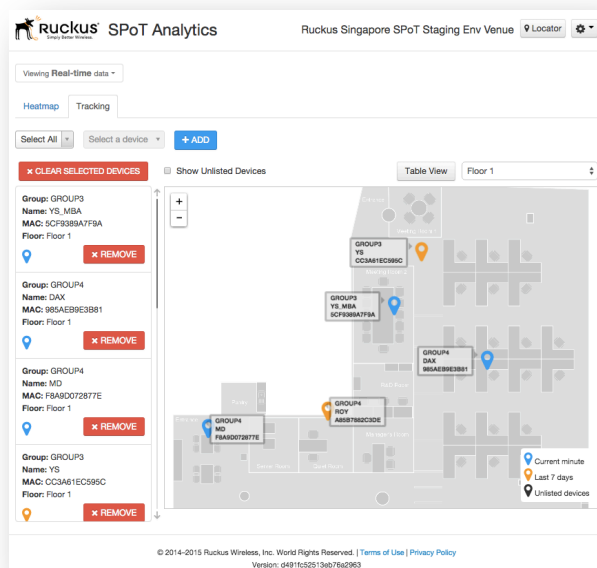 Ruckus
Simply Better Wireless.
SPoT Analytics
Ruckus Singapore SPoT Staging Env Venue
Locator
Viewing Real-time data
Heatmap
Tracking
Select All
Select a device
+ ADD
× CLEAR SELECTED DEVICES
Show Unlisted Devices
Table View
Floor 1
Group: GROUP3
Name: YS_MBA
MAC: 5CF9389A7F9A
Floor: Floor 1
× REMOVE
Group: GROUP4
Name: DAX
MAC: 985AEB9E3B81
Floor: Floor 1
× REMOVE
Group: GROUP4
Name: MD
MAC: F8A9D072877E
Floor: Floor 1
× REMOVE
Group: GROUP3
Name: YS
MAC: CC3A61EC595C
Floor: Floor 1
× REMOVE
+
-
GROUP3
YS
CC3A61EC595C
GROUP3
YS_MBA
5CF9389A7F9A
GROUP4
DAX
985AEB9E3B81
GROUP4
ROY
A85B7882C3DE
GROUP4
MD
F8A9D072877E
Server Room
Current minute
Last 7 days
Unlisted devices
© 2014–2015 Ruckus Wireless, Inc. World Rights Reserved. | Terms of Use | Privacy Policy
Version: d491fc52513eb76a2963